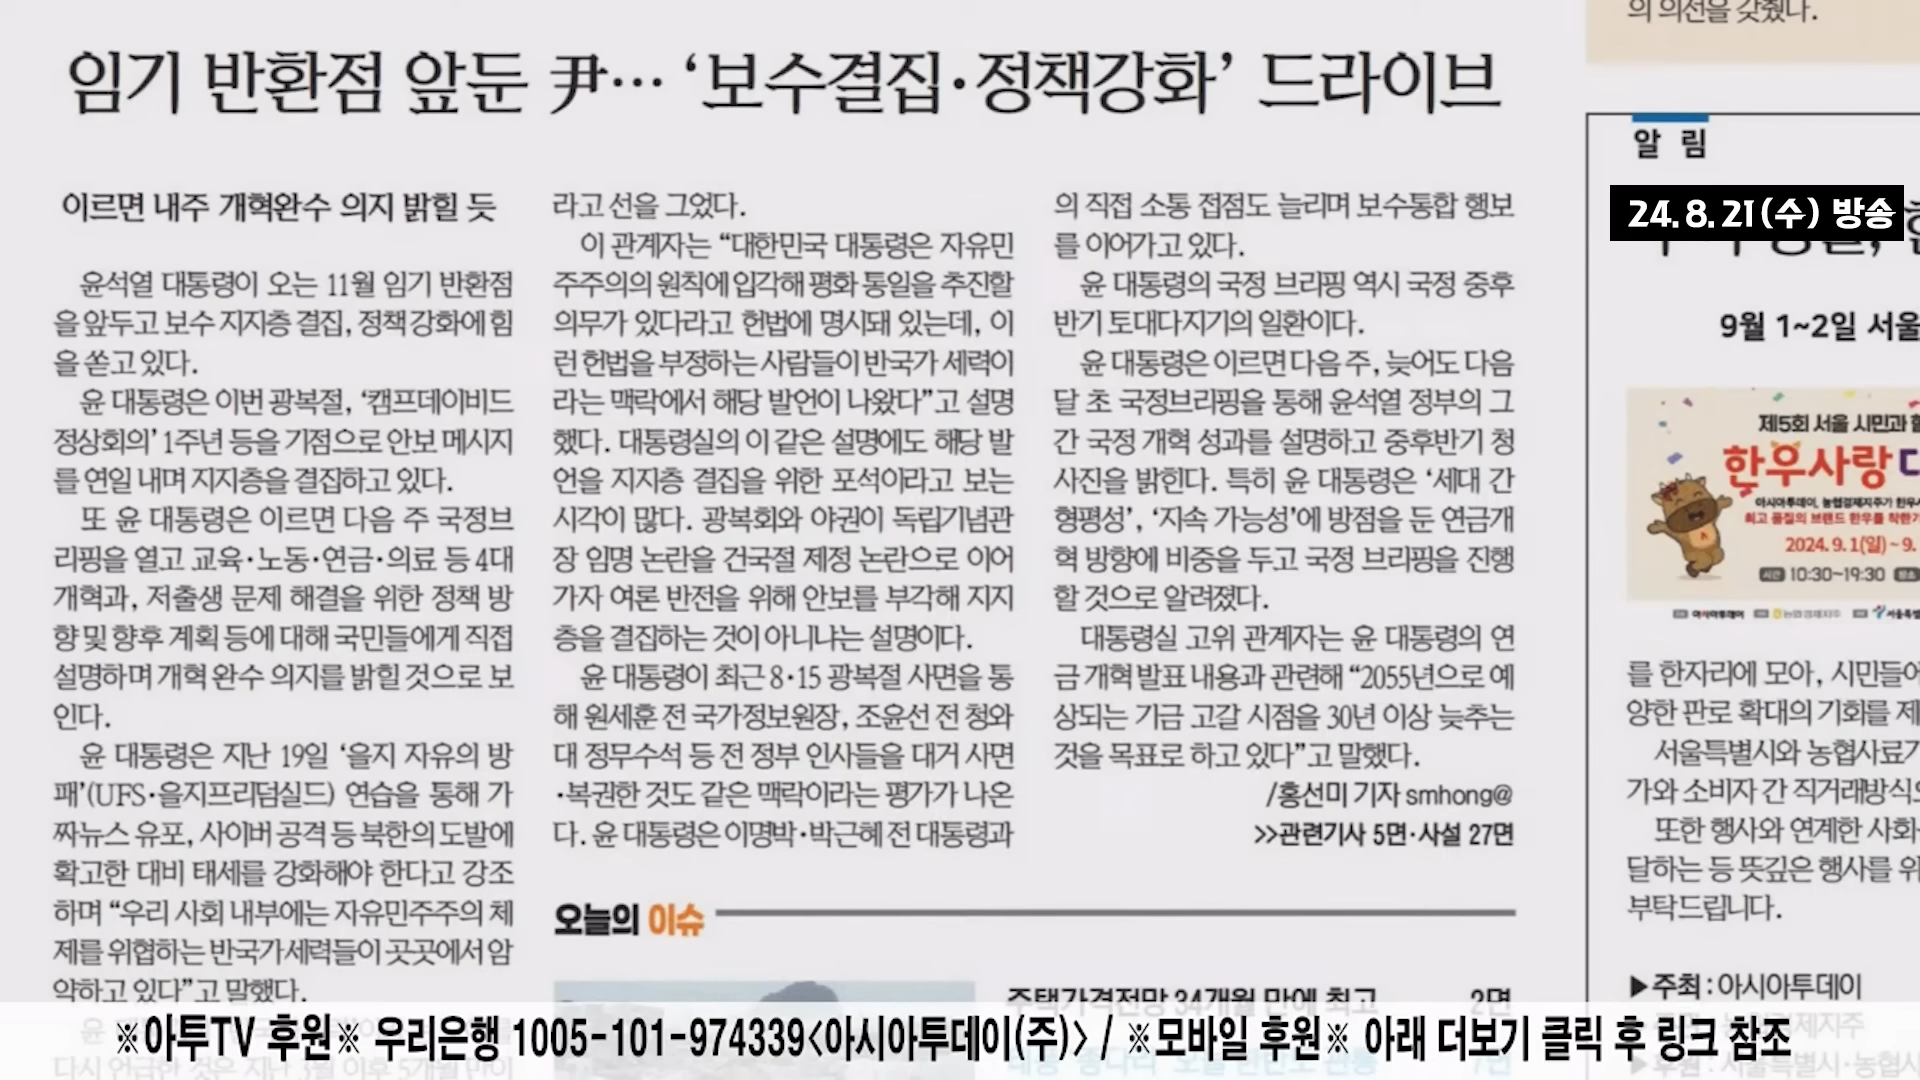 임기 반환점 앞둔 尹… ‘보수결집·정책강화’ 드라이브
이르면 내주 개혁완수 의지 밝힐 듯
윤석열 대통령이 오는 11월 임기 반환점
을 앞두고 보수 지지층 결집, 정책 강화에 힘
을 쏟고 있다.
윤 대통령은 이번 광복절, ‘캠프데이비드
정상회의’ 1주년 등을 기점으로 안보 메시지
를 연일 내며 지지층을 결집하고 있다.
또 윤 대통령은 이르면 다음 주 국정브
리핑을 열고 교육·노동·연금·의료 등 4대
개혁과, 저출생 문제 해결을 위한 정책 방
향 및 향후 계획 등에 대해 국민들에게 직접
설명하며 개혁 완수 의지를 밝힐 것으로 보
인다.
윤 대통령은 지난 19일 ‘을지 자유의 방
패’(UFS·을지프리덤실드) 연습을 통해 가
짜뉴스 유포, 사이버 공격 등 북한의 도발에
확고한 대비 태세를 강화해야 한다고 강조
하며 “우리 사회 내부에는 자유민주주의 체
제를 위협하는 반국가세력들이 곳곳에서 암
약하고 있다”고 말했다.
라고 선을 그었다.
이 관계자는 “대한민국 대통령은 자유민
주주의의 원칙에 입각해 평화 통일을 추진할
의무가 있다라고 헌법에 명시돼 있는데, 이
런 헌법을 부정하는 사람들이 반국가 세력이
라는 맥락에서 해당 발언이 나왔다”고 설명
했다. 대통령실의 이 같은 설명에도 해당 발
언을 지지층 결집을 위한 포석이라고 보는
시각이 많다. 광복회와 야권이 독립기념관
장 임명 논란을 건국절 제정 논란으로 이어
가자 여론 반전을 위해 안보를 부각해 지지
층을 결집하는 것이 아니냐는 설명이다.
윤 대통령이 최근 8·15 광복절 사면을 통
해 원세훈 전 국가정보원장, 조윤선 전 청와
대 정무수석 등 전 정부 인사들을 대거 사면
·복권한 것도 같은 맥락이라는 평가가 나온
다. 윤 대통령은 이명박·박근혜 전 대통령과
의 직접 소통 접점도 늘리며 보수통합 행보
를 이어가고 있다.
윤 대통령의 국정 브리핑 역시 국정 중후
반기 토대다지기의 일환이다.
윤 대통령은 이르면 다음 주, 늦어도 다음
달 초 국정브리핑을 통해 윤석열 정부의 그
간 국정 개혁 성과를 설명하고 중후반기 청
사진을 밝힌다. 특히 윤 대통령은 ‘세대 간
형평성’, ‘지속 가능성’에 방점을 둔 연금개
혁 방향에 비중을 두고 국정 브리핑을 진행
할 것으로 알려졌다.
대통령실 고위 관계자는 윤 대통령의 연
금 개혁 발표 내용과 관련해 “2055년으로 예
상되는 기금 고갈 시점을 30년 이상 늦추는
것을 목표로 하고 있다”고 말했다.
/홍선미 기자 smhong@
>>관련기사 5면·사설 27면
오늘의 이슈
주택가격전망 34개월 만에 최고 2면
의 의선을 갖췄다.
알 림
24. 8. 21(수) 방송
9월 1~2일 서울
제5회 서울 시민과 함
한우사랑 대
아시아투데이, 농협경제지주가 한우
최고 품질의 브랜드 한우를 착한가
2024. 9. 1(일) ~ 9.
10:30~19:30
를 한자리에 모아, 시민들에
양한 판로 확대의 기회를 제
서울특별시와 농협사료가
가와 소비자 간 직거래방식으
또한 행사와 연계한 사회
달하는 등 뜻깊은 행사를 위
부탁드립니다.
▶주최 : 아시아투데이
※아투TV 후원※ 우리은행 1005-101-974339<아시아투데이(주)> / ※모바일 후원※ 아래 더보기 클릭 후 링크 참조